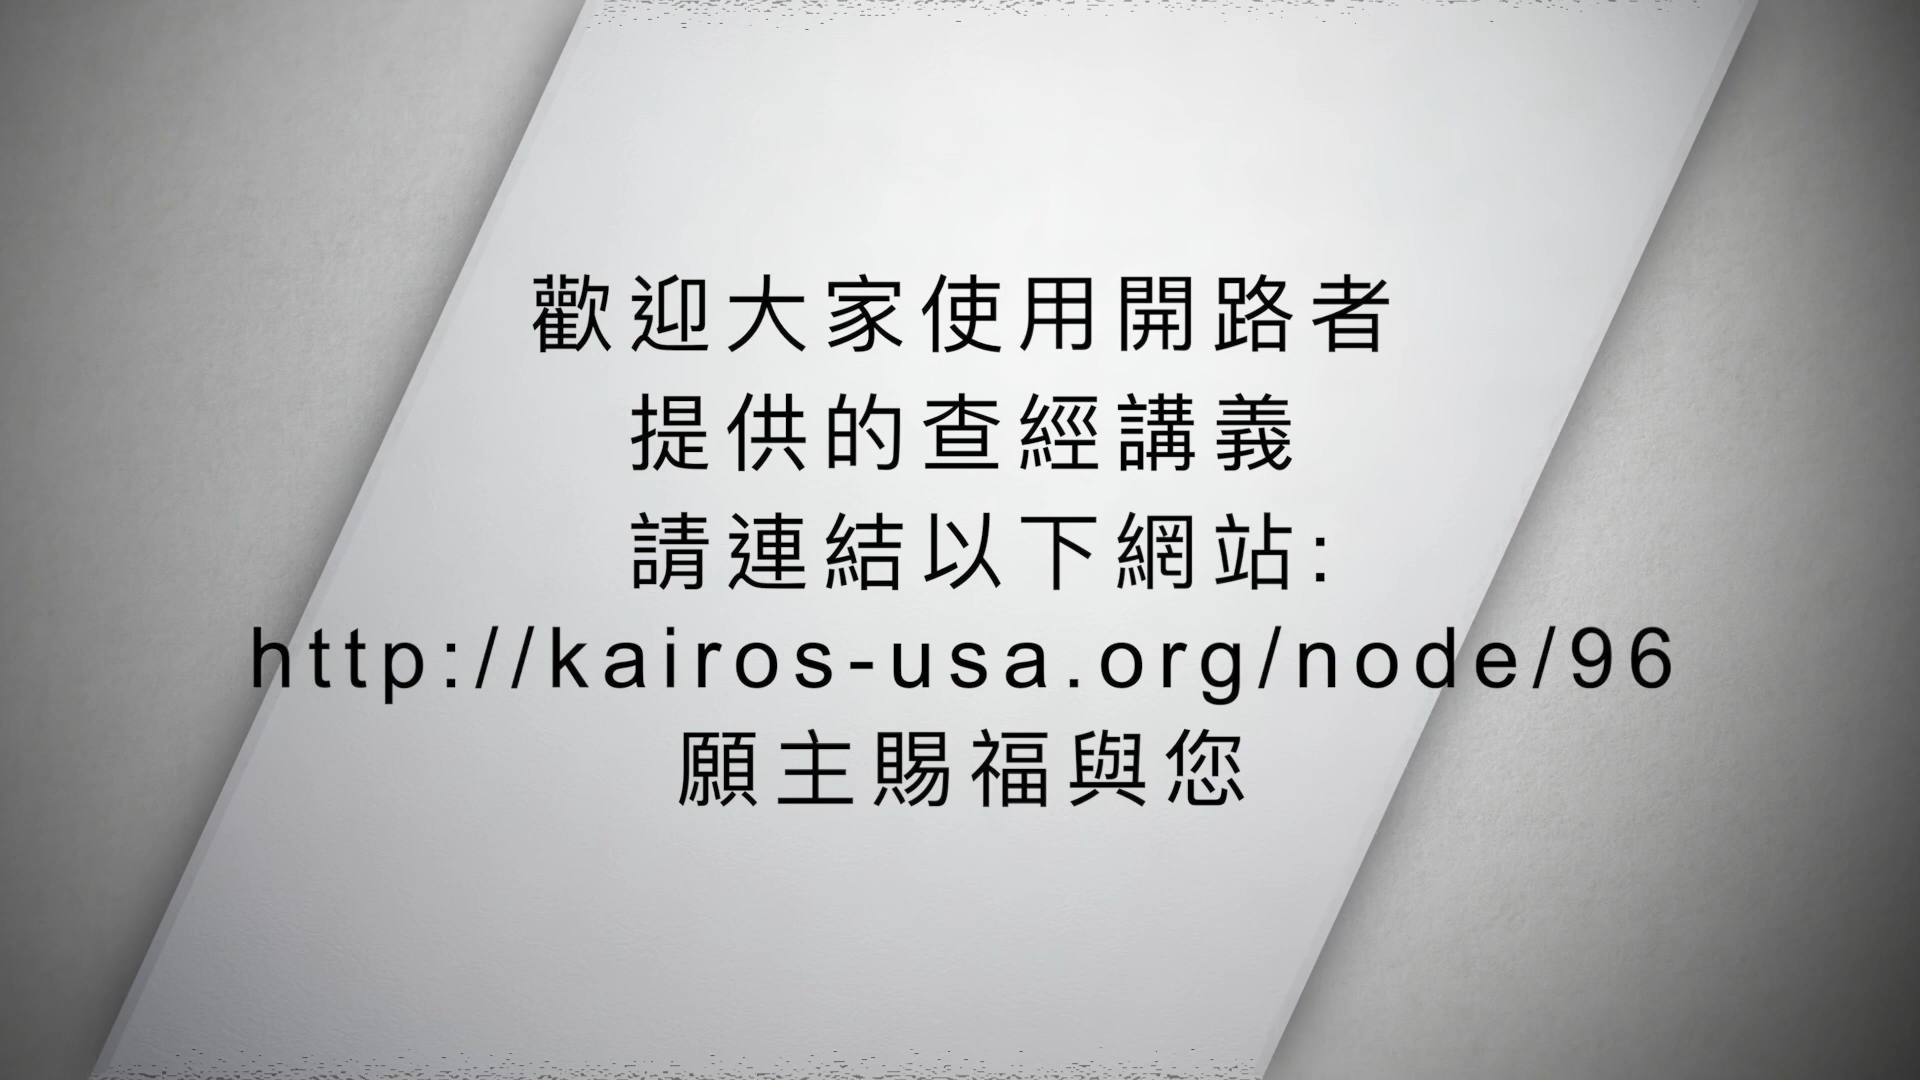 歡迎大家使用開路者
提供的查經講義
請連結以下網站:
http://kairos-usa.org/node/96
願主賜福與您